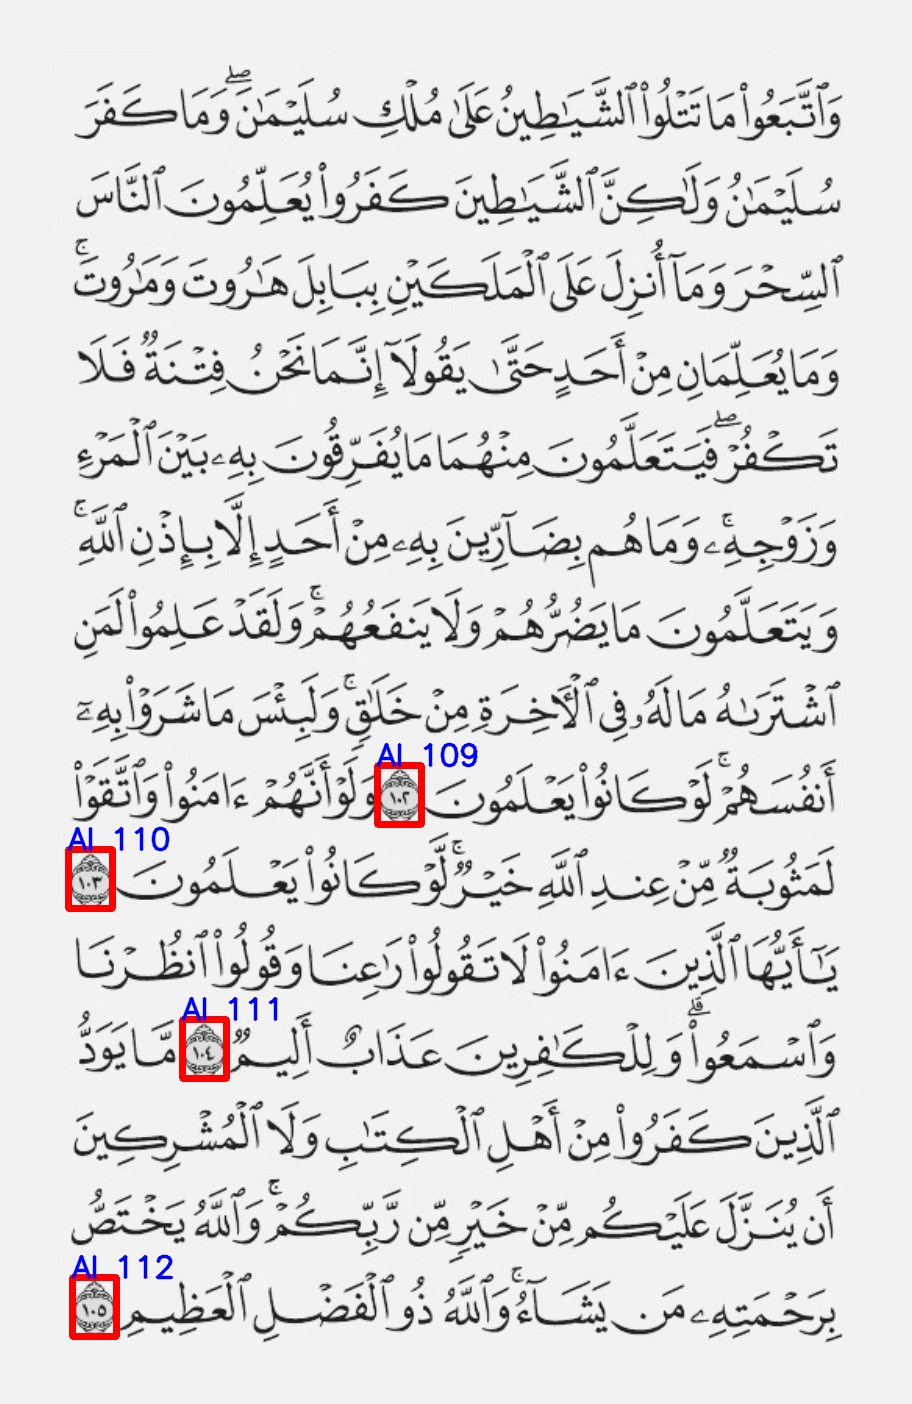 وَٱتَّبَعُوا۟ مَا تَتْلُوا۟ ٱلشَّيَـٰطِينُ عَلَىٰ مُلْكِ سُلَيْمَـٰنَ ۖ وَمَا كَفَرَ
سُلَيْمَـٰنُ وَلَـٰكِنَّ ٱلشَّيَـٰطِينَ كَفَرُوا۟ يُعَلِّمُونَ ٱلنَّاسَ
ٱلسِّحْرَ وَمَآ أُنزِلَ عَلَى ٱلْمَلَكَيْنِ بِبَابِلَ هَـٰرُوتَ وَمَـٰرُوتَ ۚ
وَمَا يُعَلِّمَانِ مِنْ أَحَدٍ حَتَّىٰ يَقُولَآ إِنَّمَا نَحْنُ فِتْنَةٌ فَلَا
تَكْفُرْ ۖ فَيَتَعَلَّمُونَ مِنْهُمَا مَا يُفَرِّقُونَ بِهِۦ بَيْنَ ٱلْمَرْءِ
وَزَوْجِهِۦ ۚ وَمَا هُم بِضَآرِّينَ بِهِۦ مِنْ أَحَدٍ إِلَّا بِإِذْنِ ٱللَّهِ ۚ
وَيَتَعَلَّمُونَ مَا يَضُرُّهُمْ وَلَا يَنفَعُهُمْ ۚ وَلَقَدْ عَلِمُوا۟ لَمَنِ
ٱشْتَرَىٰهُ مَا لَهُۥ فِى ٱلْـَٔاخِرَةِ مِنْ خَلَـٰقٍ ۚ وَلَبِئْسَ مَا شَرَوْا۟ بِهِۦٓ
AI 109
أَنفُسَهُمْ ۚ لَوْ كَانُوا۟ يَعْلَمُونَ ١٠٢ وَلَوْ أَنَّهُمْ ءَامَنُوا۟ وَٱتَّقَوْا۟
AI 110
لَمَثُوبَةٌ مِّنْ عِندِ ٱللَّهِ خَيْرٌ ۖ لَّوْ كَانُوا۟ يَعْلَمُونَ ١٠٣
يَـٰٓأَيُّهَا ٱلَّذِينَ ءَامَنُوا۟ لَا تَقُولُوا۟ رَٰعِنَا وَقُولُوا۟ ٱنظُرْنَا
AI 111
وَٱسْمَعُوا۟ ۗ وَلِلْكَـٰفِرِينَ عَذَابٌ أَلِيمٌ ١٠٤ مَّا يَوَدُّ
ٱلَّذِينَ كَفَرُوا۟ مِنْ أَهْلِ ٱلْكِتَـٰبِ وَلَا ٱلْمُشْرِكِينَ
أَن يُنَزَّلَ عَلَيْكُم مِّنْ خَيْرٍ مِّن رَّبِّكُمْ ۚ وَٱللَّهُ يَخْتَصُّ
AI 112
بِرَحْمَتِهِۦ مَن يَشَآءُ ۚ وَٱللَّهُ ذُو ٱلْفَضْلِ ٱلْعَظِيمِ ١٠٥